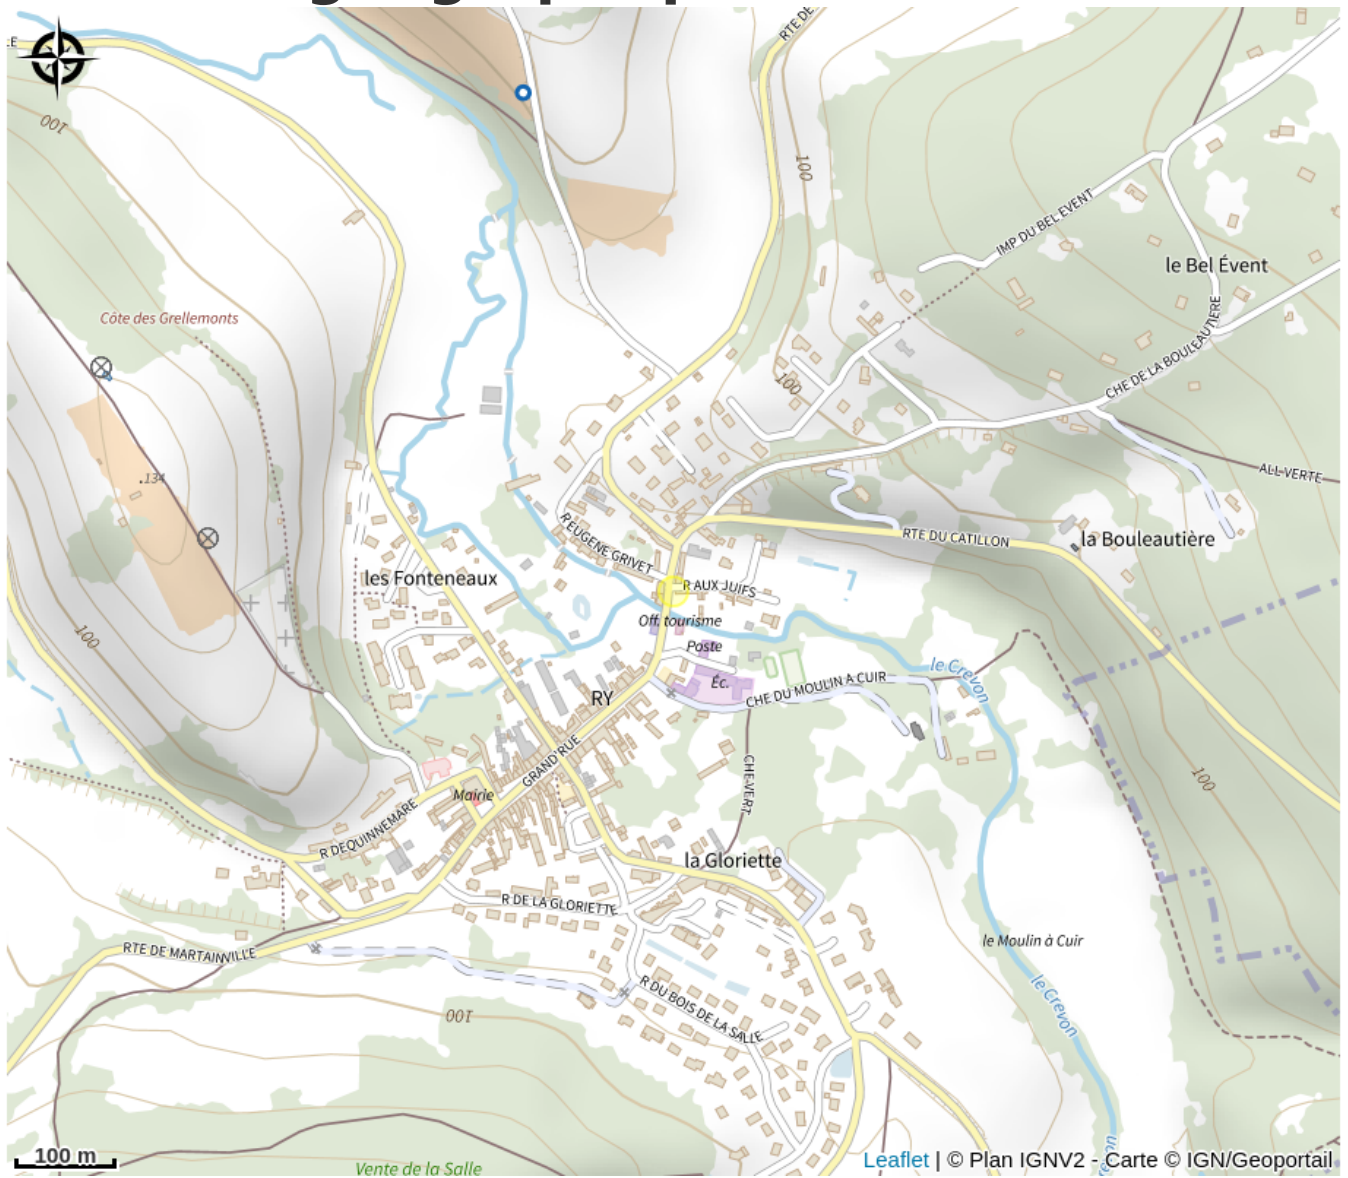 LE
RTE DE
100
100
IMP DU BEL EVENT
le Bel Évent
Côte des Grellemonts
CHE DE LA BOULEAUTIERE
100
ALL VERTE
.134
R EUGENE GRIVET
RTE DU CATILLON
la Bouleautière
les Fonteneaux
R AUX JUIFS
Off. tourisme
100
Poste
le Crevon
Éc.
CHE DU MOULIN A CUIR
RY
GRAND'RUE
CHE VERT
100
Mairie
R DEQUINNEMARE
la Gloriette
R DE LA GLORIETTE
RTE DE MARTAINVILLE
le Moulin à Cuir
R DU BOIS DE LA SALLE
le Crevon
100
100 m
Vente de la Salle
Leaflet | © Plan IGNV2 - Carte © IGN/Geoportail